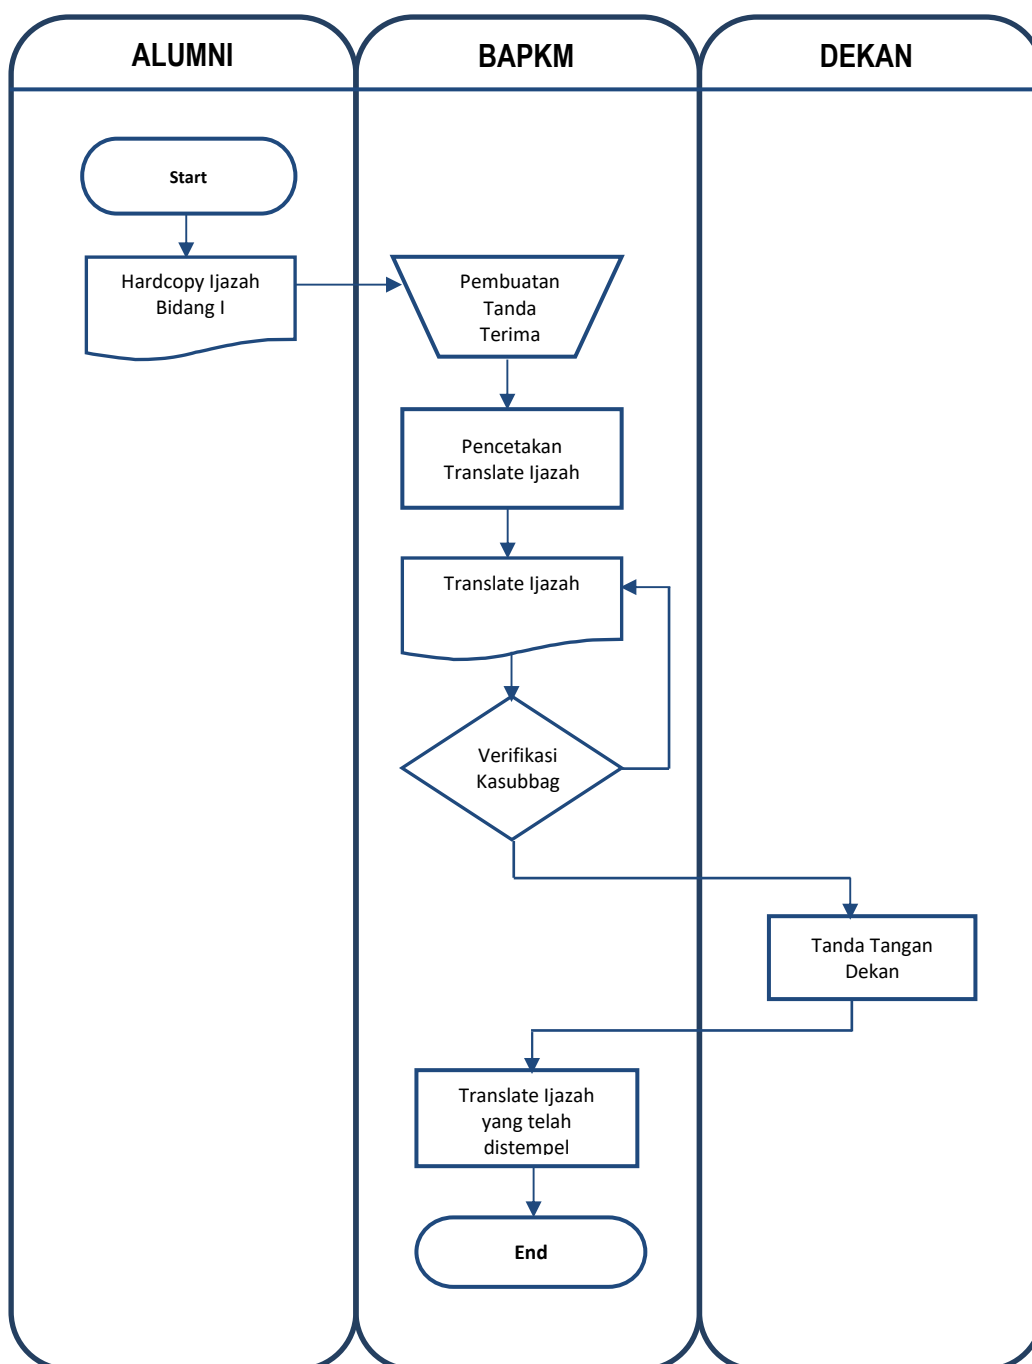 ALUMNI
BAPKM
DEKAN
Start
Hardcopy Ijazah
Bidang I
Pembuatan
Tanda
Terima
Pencetakan
Translate Ijazah
Translate Ijazah
Verifikasi
Kasubbag
Tanda Tangan
Dekan
Translate Ijazah
yang telah
distempel
End